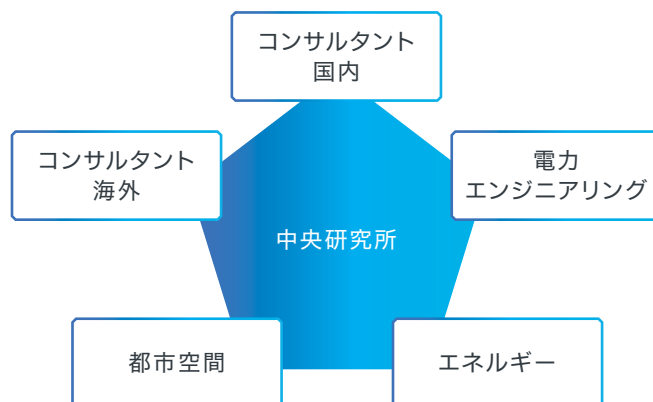 コンサルタント
国内
コンサルタント
海外
電力
エンジニアリング
中央研究所
都市空間
エネルギー